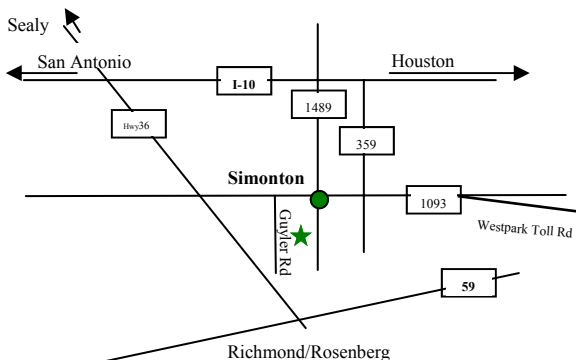 Sealy
San Antonio
Houston
I-10
1489
Hwy36
359
Simonton
1093
Guyler Rd
Westpark Toll Rd
59
Richmond/Rosenberg